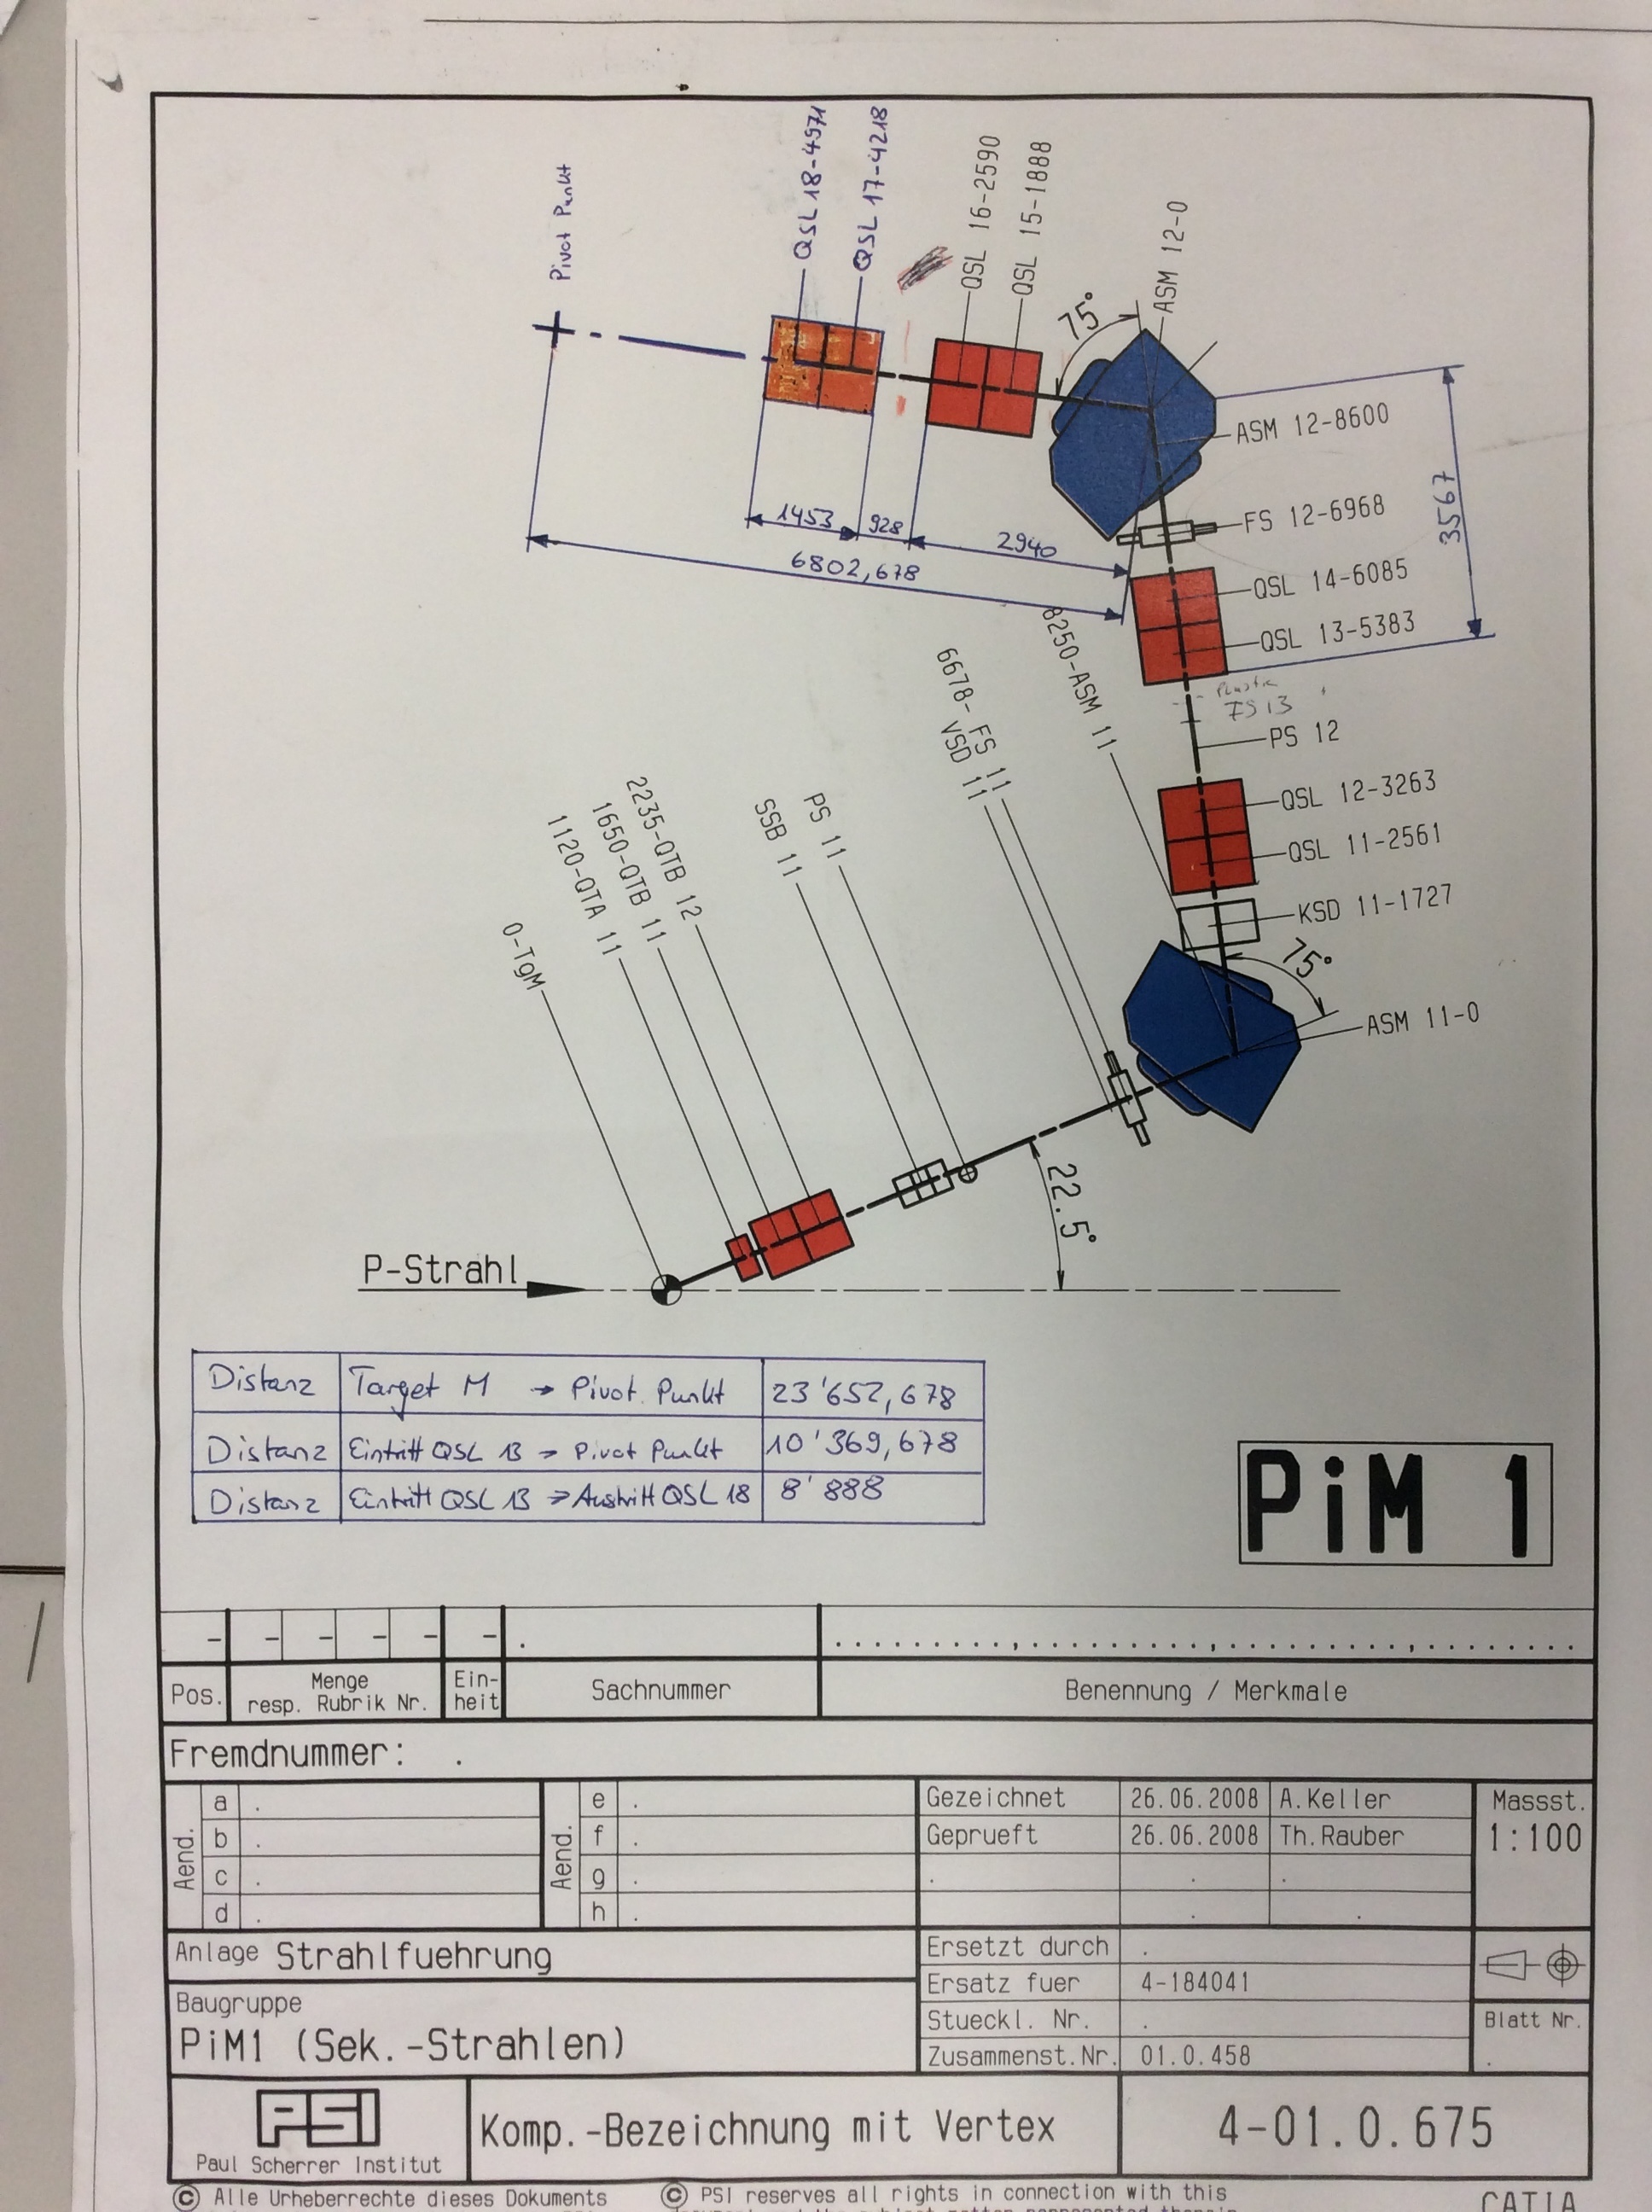 Pivot Punkt
QSL 18-4971
QSL 17-4218
QSL 16-2590
QSL 15-1888
75°
ASM 12-0
ASM 12-8600
FS 12-6968
3567
1453
928
2940
6802,678
QSL 14-6085
QSL 13-5383
Plastic
FS 13
PS 12
QSL 12-3263
QSL 11-2561
KSD 11-1727
75°
ASM 11-0
8250-ASM 11
6678- FS 11
VSD 11
PS 11
SSB 11
2235-QTB 12
1650-QTB 11
1120-QTA 11
0-TgM
22.5°
P-Strahl
Distanz Target M → Pivot Punkt 23'652,678
Distanz Eintritt QSL 13 → Pivot Punkt 10'369,678
Distanz Eintritt QSL 13 → Austritt QSL 18 8'888
PiM 1
Pos. Menge resp. Rubrik Nr. Ein-heit Sachnummer Benennung / Merkmale
Fremdnummer: .
Aend. a . Aend. e . Gezeichnet 26.06.2008 A.Keller Massst.
b . f . Geprueft 26.06.2008 Th.Rauber 1:100
c . g .
d . h .
Anlage Strahlfuehrung Ersetzt durch .
Ersatz fuer 4-184041
Baugruppe Stueckl. Nr. . Blatt Nr.
PiM1 (Sek.-Strahlen) Zusammenst.Nr. 01.0.458 .
PSI
Paul Scherrer Institut
Komp.-Bezeichnung mit Vertex
4-01.0.675
© Alle Urheberrechte dieses Dokuments © PSI reserves all rights in connection with this CATIA